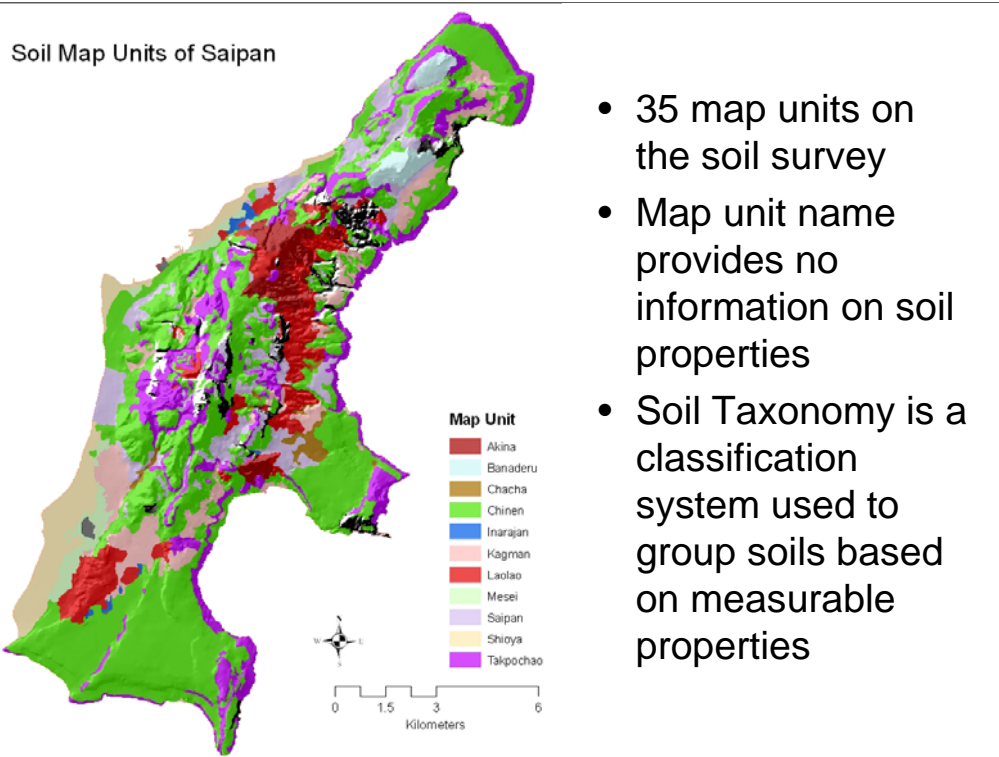 Soil Map Units of Saipan
• 35 map units on
the soil survey
• Map unit name
provides no
information on soil
properties
• Soil Taxonomy is a
classification
system used to
group soils based
on measurable
properties
Map Unit
Akina
Banaderu
Chacha
Chinen
Inarajan
Kagman
Laolao
Mesei
Saipan
Shioya
Takpochao
N
W E
S
0 1.5 3 6
Kilometers